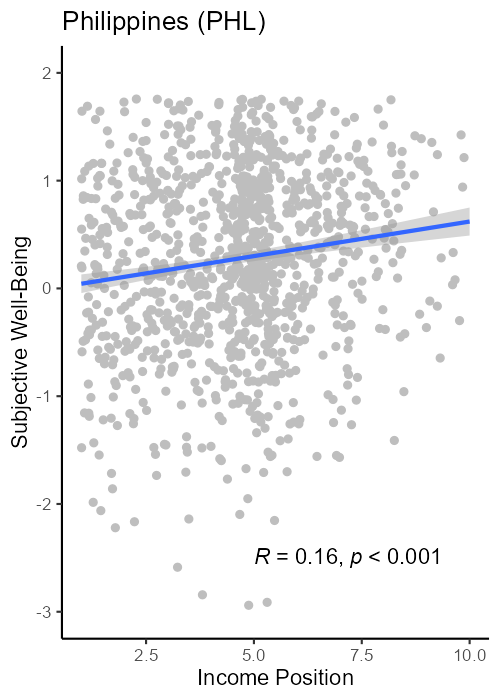 Philippines (PHL)
2
1
0
-1
-2
-3
Subjective Well-Being
R = 0.16, p < 0.001
2.5 5.0 7.5 10.0
Income Position